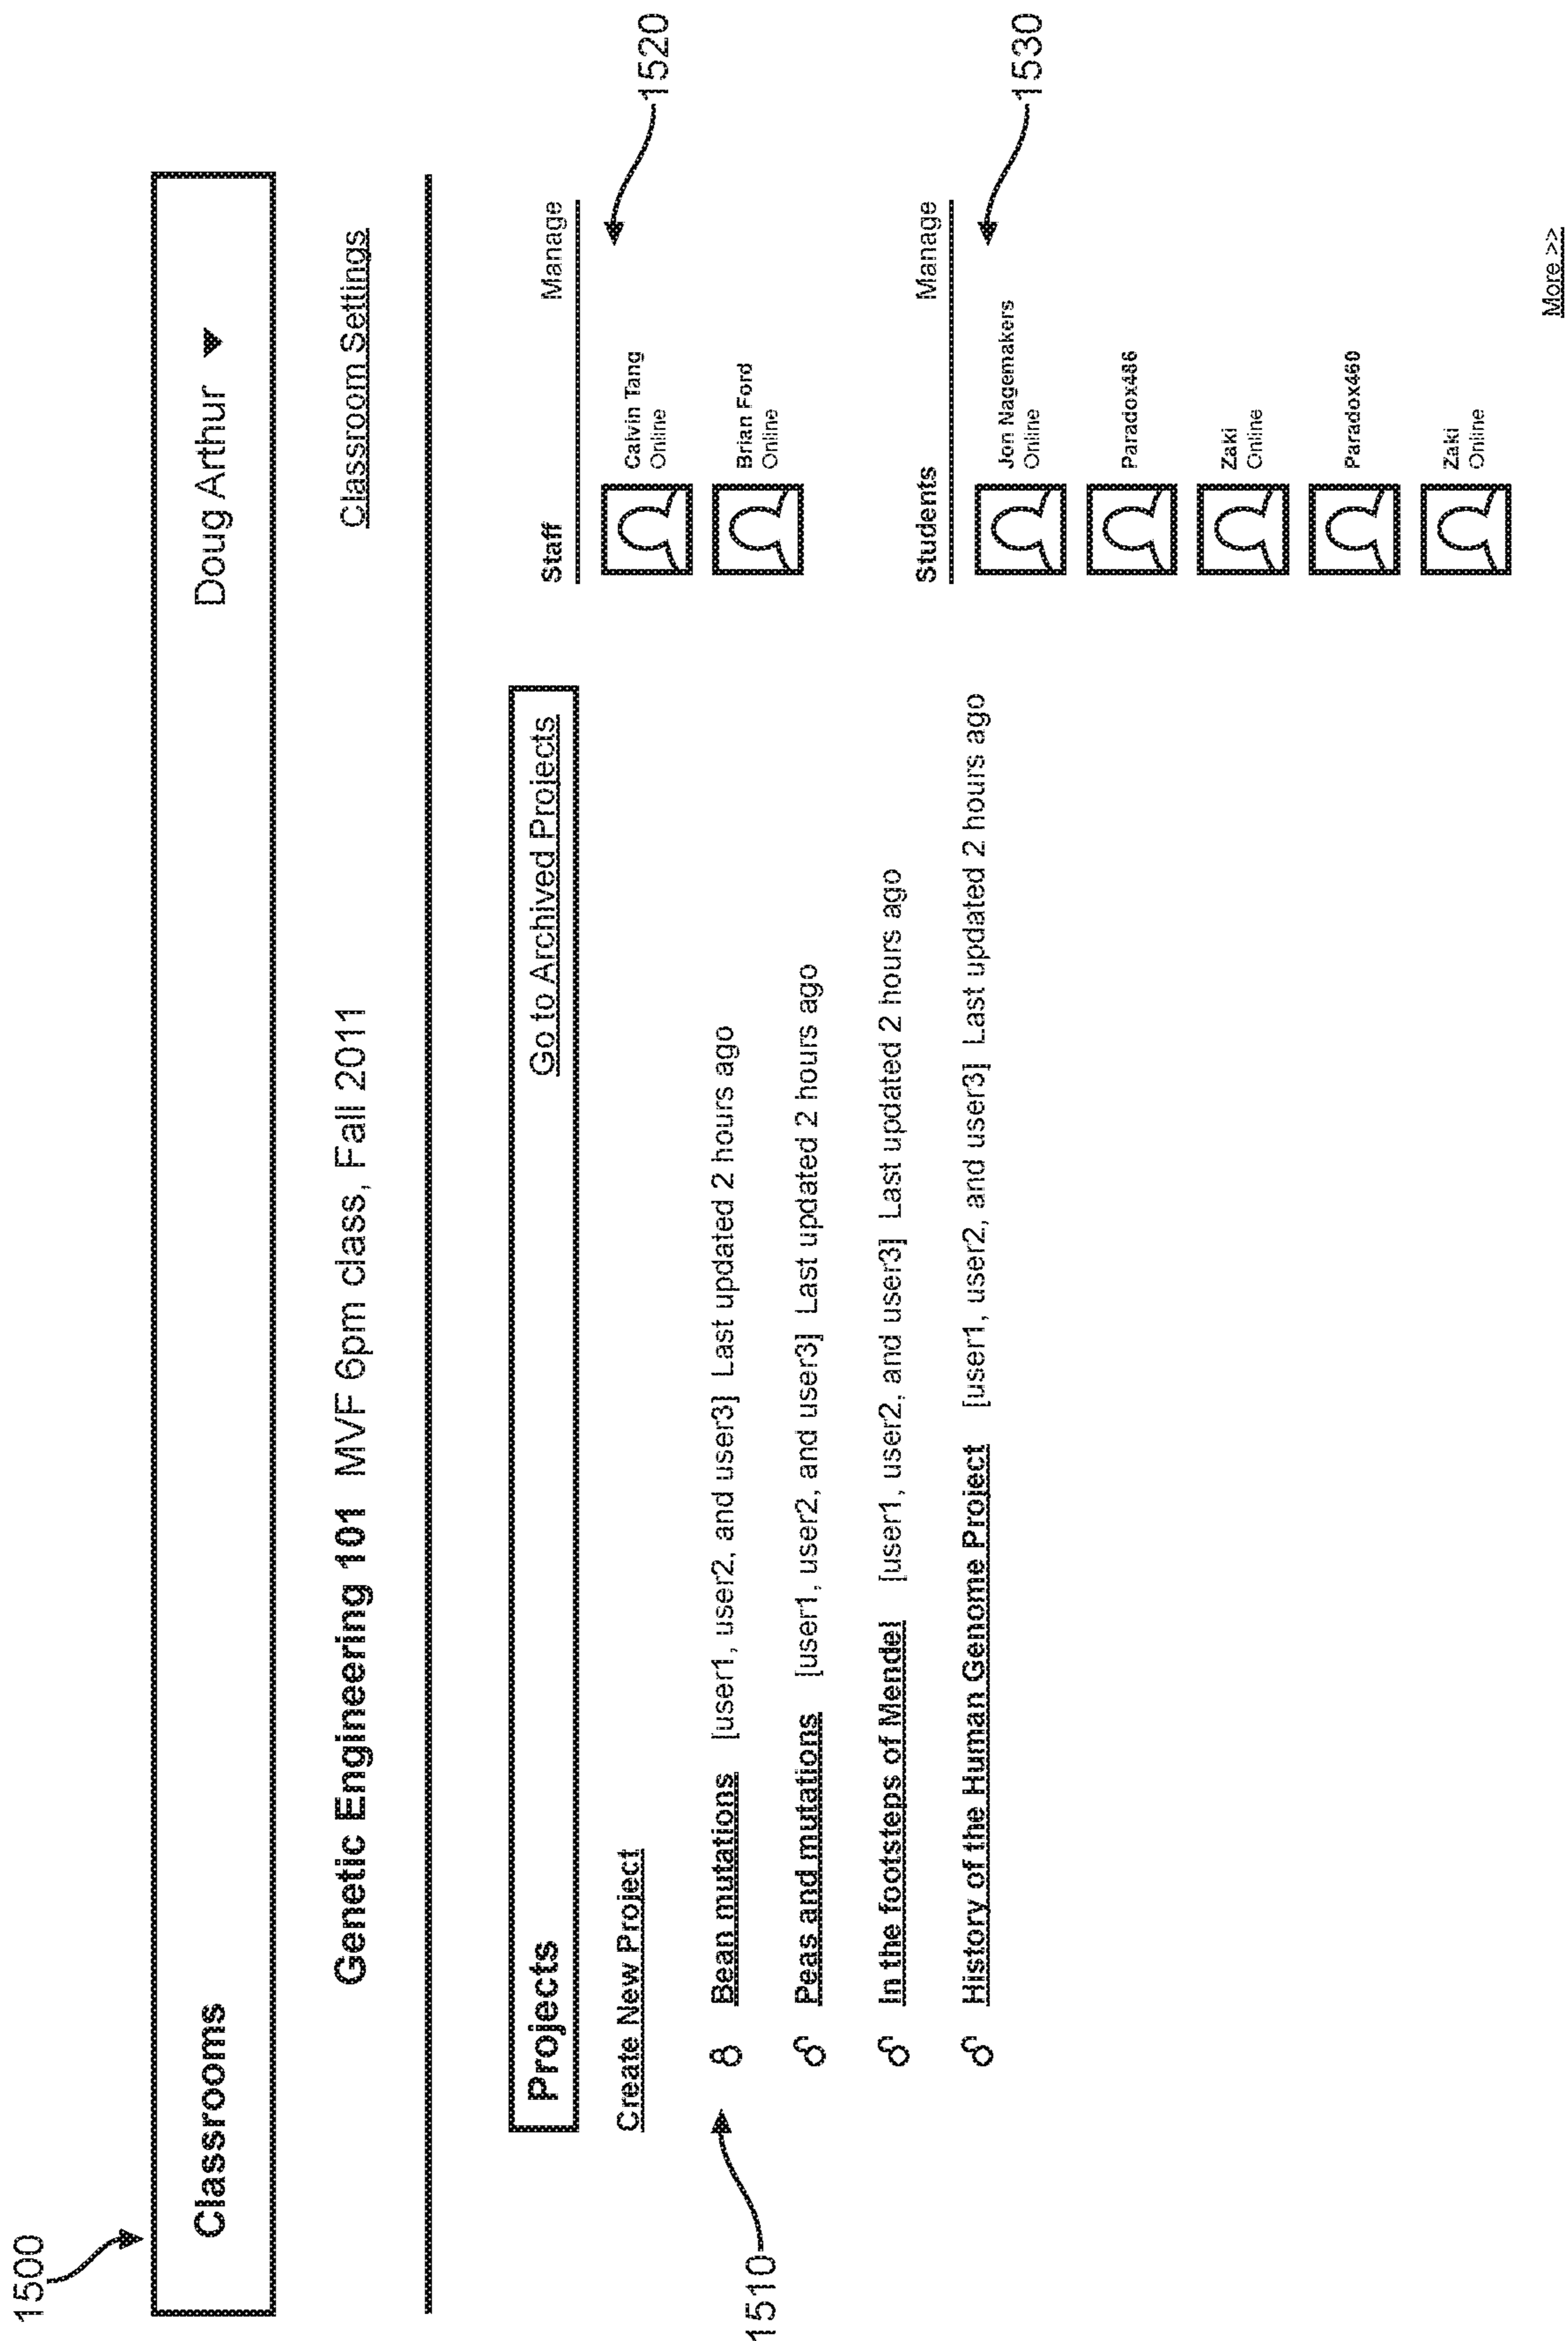 1500
Classrooms Doug Arthur
Genetic Engineering 101 MVF 6pm class, Fall 2011 Classroom Settings
Projects Go to Archived Projects
Create New Project
1510
Bean mutations [user1, user2, and user3] Last updated 2 hours ago
Peas and mutations [user1, user2, and user3] Last updated 2 hours ago
In the footsteps of Mendel [user1, user2, and user3] Last updated 2 hours ago
History of the Human Genome Project [user1, user2, and user3] Last updated 2 hours ago
Staff Manage
1520
Calvin Tang
Online
Brian Ford
Online
Students Manage
1530
Jon Nagemakers
Online
Paradox486
Zaki
Online
Paradox460
Zaki
Online
More >>